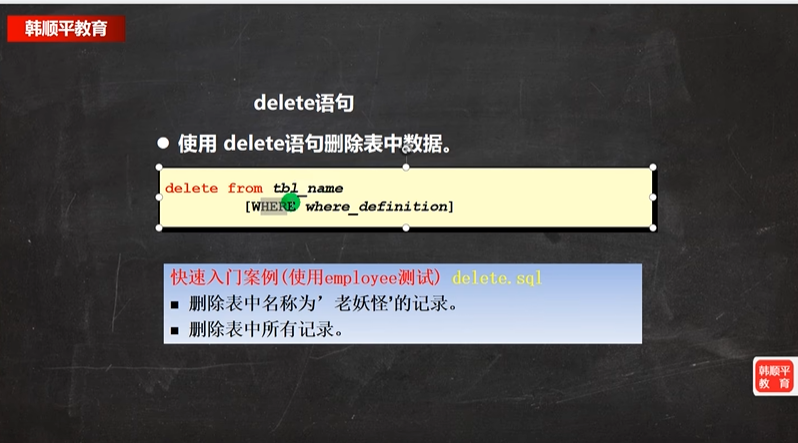 韩顺平教育
delete语句
● 使用 delete语句删除表中数据。
delete from tbl_name
[WHERE where_definition]
快速入门案例(使用employee测试) delete.sql
■ 删除表中名称为’老妖怪'的记录。
■ 删除表中所有记录。
韩顺平
教 育